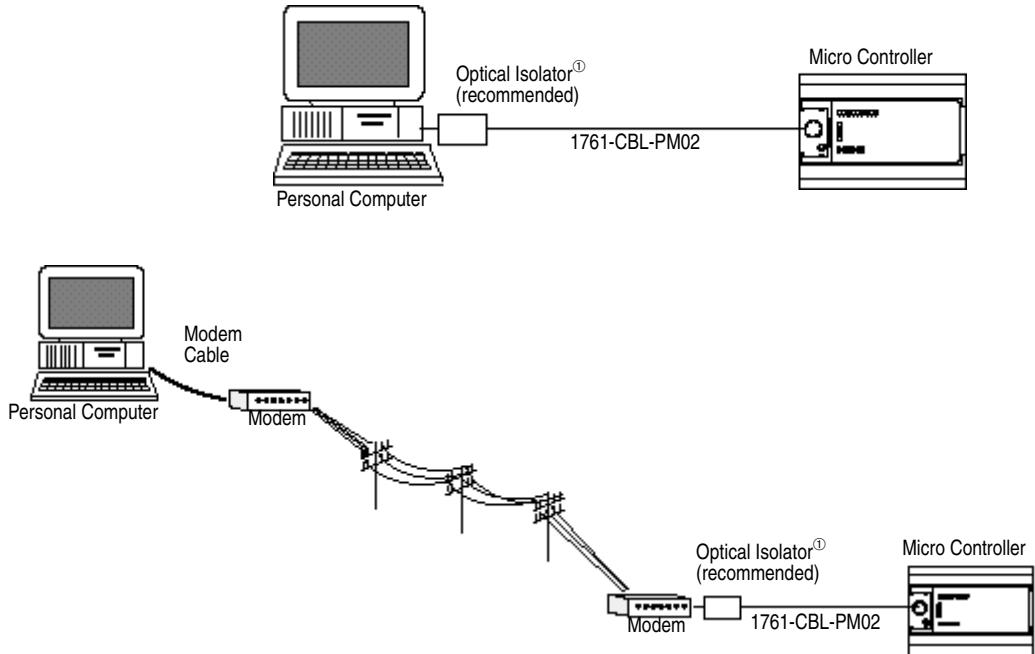 Optical Isolator①
(recommended)
Micro Controller
1761-CBL-PM02
Personal Computer
Modem
Cable
Personal Computer
Modem
Optical Isolator①
(recommended)
Micro Controller
Modem
1761-CBL-PM02